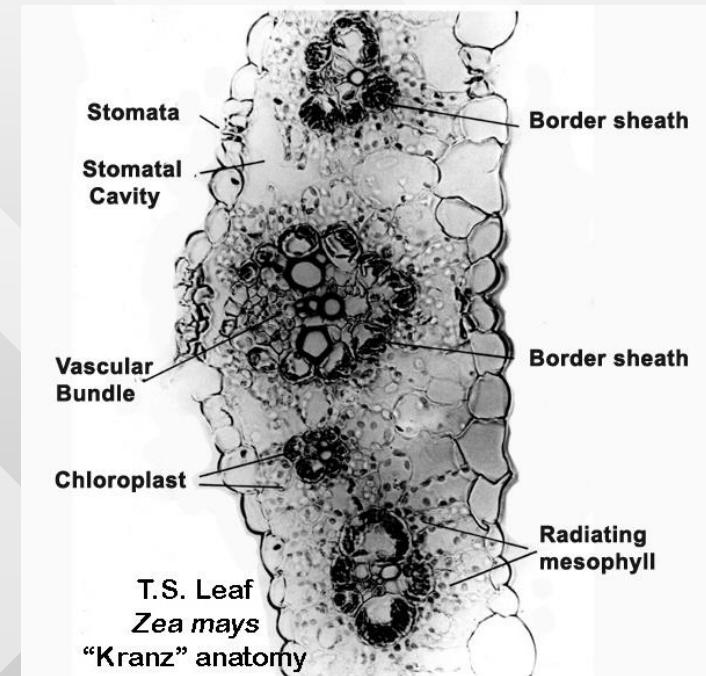 Stomata
Border sheath
Stomatal
Cavity
Vascular
Bundle
Border sheath
Chloroplast
Radiating
mesophyll
T.S. Leaf
Zea mays
“Kranz” anatomy